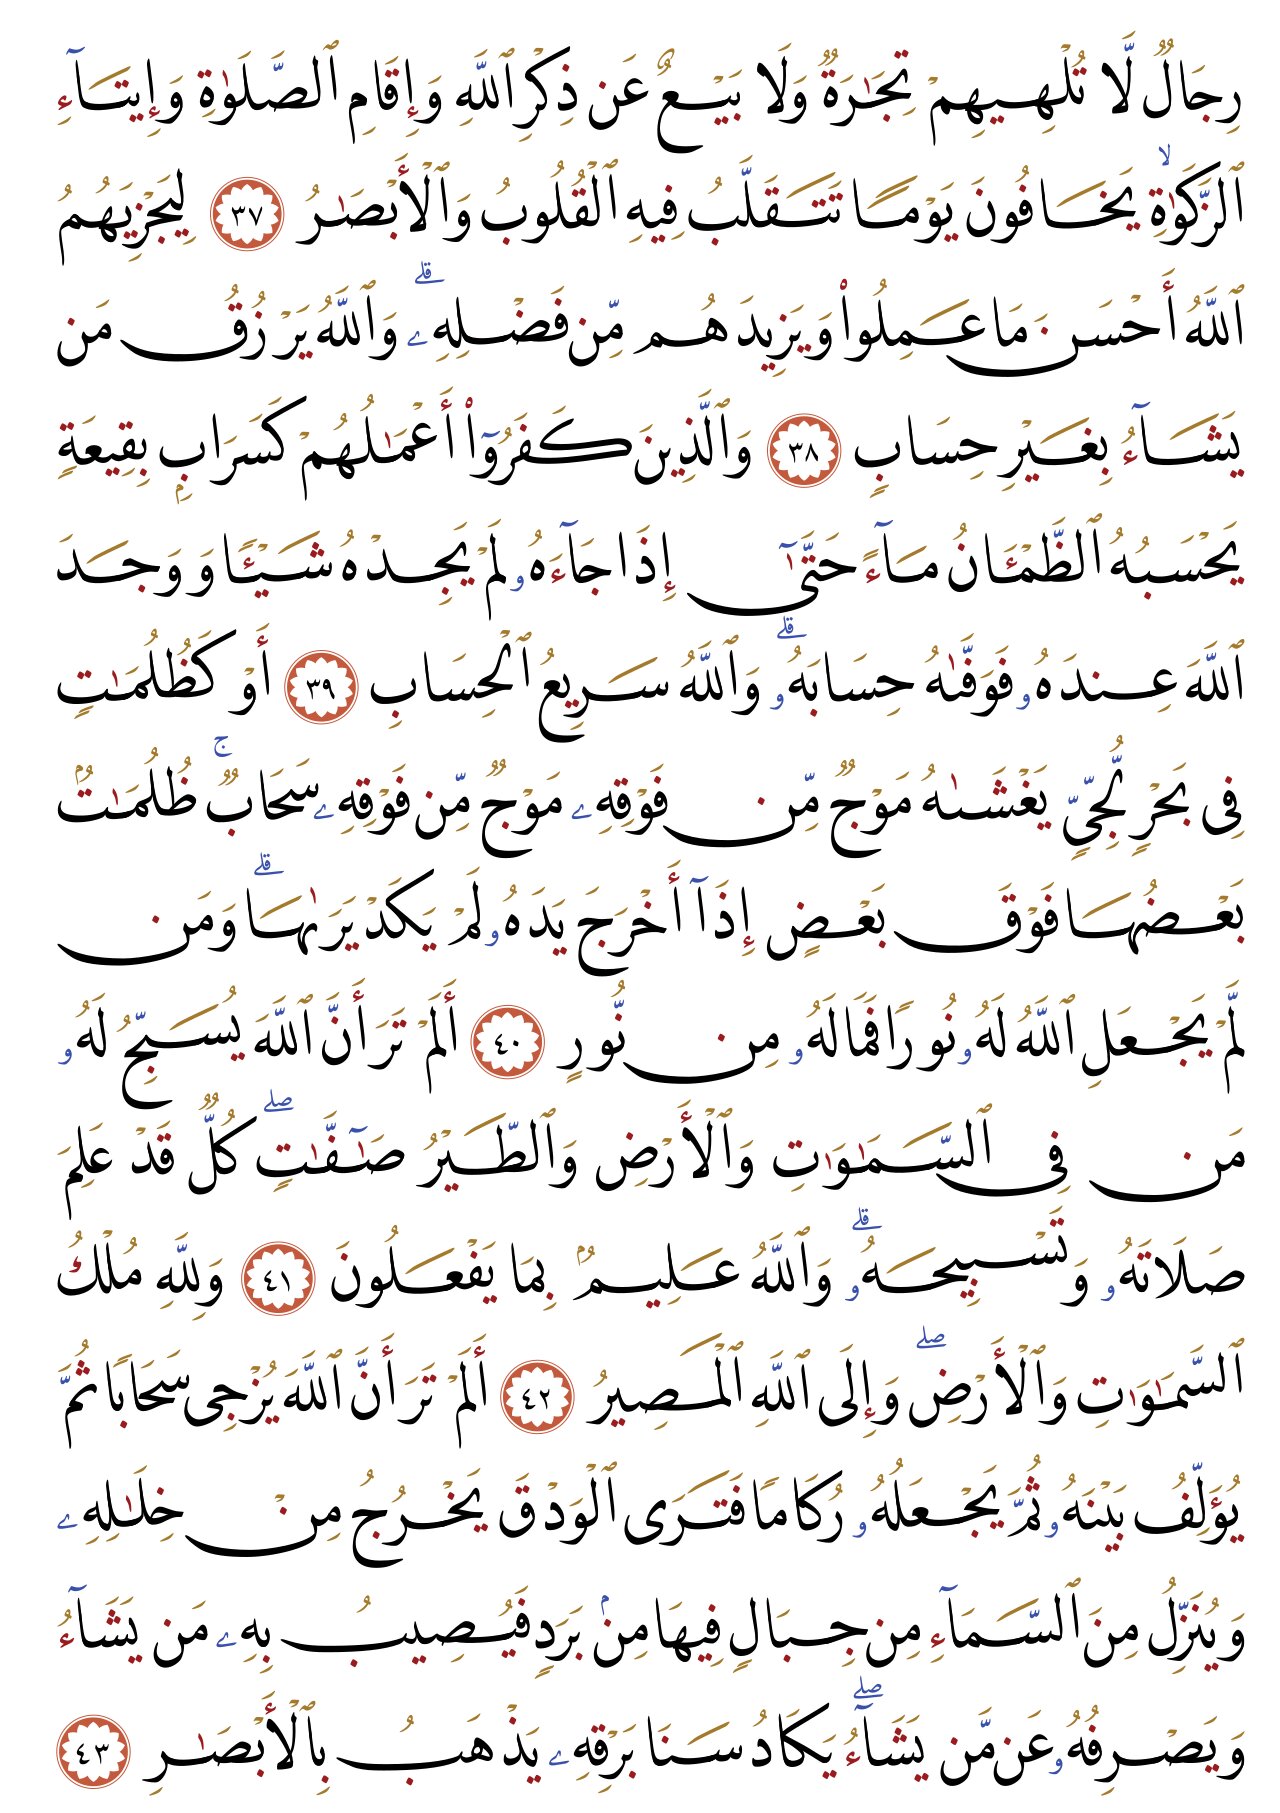 رِجَالٌ لَّا تُلْهِيهِمْ تِجَٰرَةٌ وَلَا بَيْعٌ عَن ذِكْرِ ٱللَّهِ وَإِقَامِ ٱلصَّلَوٰةِ وَإِيتَآءِ
ٱلزَّكَوٰةِ ۙ يَخَافُونَ يَوْمًا تَتَقَلَّبُ فِيهِ ٱلْقُلُوبُ وَٱلْأَبْصَٰرُ ٣٧ لِيَجْزِيَهُمُ
ٱللَّهُ أَحْسَنَ مَا عَمِلُوا۟ وَيَزِيدَهُم مِّن فَضْلِهِۦ ۗ وَٱللَّهُ يَرْزُقُ مَن
يَشَآءُ بِغَيْرِ حِسَابٍ ٣٨ وَٱلَّذِينَ كَفَرُوٓا۟ أَعْمَٰلُهُمْ كَسَرَابٍۭ بِقِيعَةٍ
يَحْسَبُهُ ٱلظَّمْـَٔانُ مَآءً حَتَّىٰٓ إِذَا جَآءَهُۥ لَمْ يَجِدْهُ شَيْـًٔا وَوَجَدَ
ٱللَّهَ عِندَهُۥ فَوَفَّىٰهُ حِسَابَهُۥ ۗ وَٱللَّهُ سَرِيعُ ٱلْحِسَابِ ٣٩ أَوْ كَظُلُمَٰتٍ
فِى بَحْرٍ لُّجِّىٍّ يَغْشَىٰهُ مَوْجٌ مِّن فَوْقِهِۦ مَوْجٌ مِّن فَوْقِهِۦ سَحَابٌ ۚ ظُلُمَٰتٌۢ
بَعْضُهَا فَوْقَ بَعْضٍ إِذَآ أَخْرَجَ يَدَهُۥ لَمْ يَكَدْ يَرَىٰهَا ۗ وَمَن
لَّمْ يَجْعَلِ ٱللَّهُ لَهُۥ نُورًا فَمَا لَهُۥ مِن نُّورٍ ٤٠ أَلَمْ تَرَ أَنَّ ٱللَّهَ يُسَبِّحُ لَهُۥ
مَن فِى ٱلسَّمَٰوَٰتِ وَٱلْأَرْضِ وَٱلطَّيْرُ صَٰٓفَّٰتٍ ۖ كُلٌّ قَدْ عَلِمَ
صَلَاتَهُۥ وَتَسْبِيحَهُۥ ۗ وَٱللَّهُ عَلِيمٌۢ بِمَا يَفْعَلُونَ ٤١ وَلِلَّهِ مُلْكُ
ٱلسَّمَٰوَٰتِ وَٱلْأَرْضِ ۖ وَإِلَى ٱللَّهِ ٱلْمَصِيرُ ٤٢ أَلَمْ تَرَ أَنَّ ٱللَّهَ يُزْجِى سَحَابًا ثُمَّ
يُؤَلِّفُ بَيْنَهُۥ ثُمَّ يَجْعَلُهُۥ رُكَامًا فَتَرَى ٱلْوَدْقَ يَخْرُجُ مِنْ خِلَٰلِهِۦ
وَيُنَزِّلُ مِنَ ٱلسَّمَآءِ مِن جِبَالٍ فِيهَا مِنۢ بَرَدٍ فَيُصِيبُ بِهِۦ مَن يَشَآءُ
وَيَصْرِفُهُۥ عَن مَّن يَشَآءُ ۖ يَكَادُ سَنَا بَرْقِهِۦ يَذْهَبُ بِٱلْأَبْصَٰرِ ٤٣